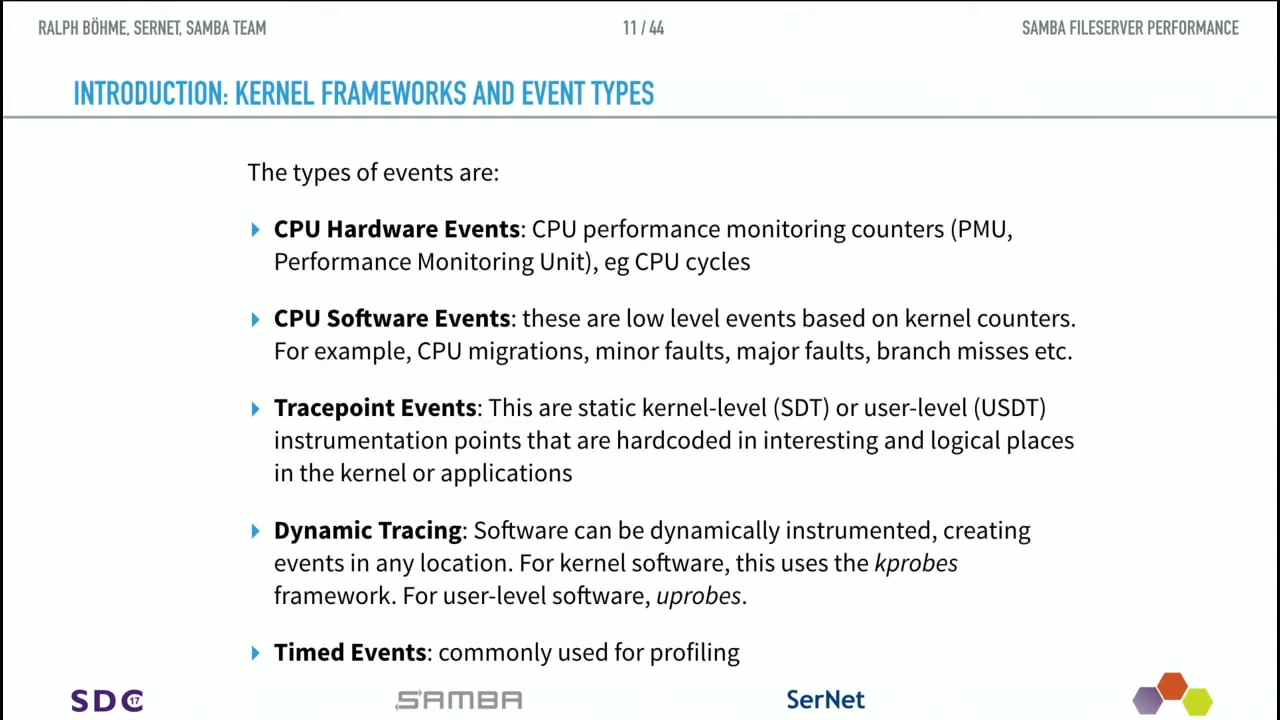 RALPH BÖHME, SERNET, SAMBA TEAM
11 / 44
SAMBA FILESERVER PERFORMANCE
INTRODUCTION: KERNEL FRAMEWORKS AND EVENT TYPES
The types of events are:
CPU Hardware Events: CPU performance monitoring counters (PMU,
Performance Monitoring Unit), eg CPU cycles
CPU Software Events: these are low level events based on kernel counters.
For example, CPU migrations, minor faults, major faults, branch misses etc.
Tracepoint Events: This are static kernel-level (SDT) or user-level (USDT)
instrumentation points that are hardcoded in interesting and logical places
in the kernel or applications
Dynamic Tracing: Software can be dynamically instrumented, creating
events in any location. For kernel software, this uses the kprobes
framework. For user-level software, uprobes.
Timed Events: commonly used for profiling
SDC 17
SAMBA
SerNet